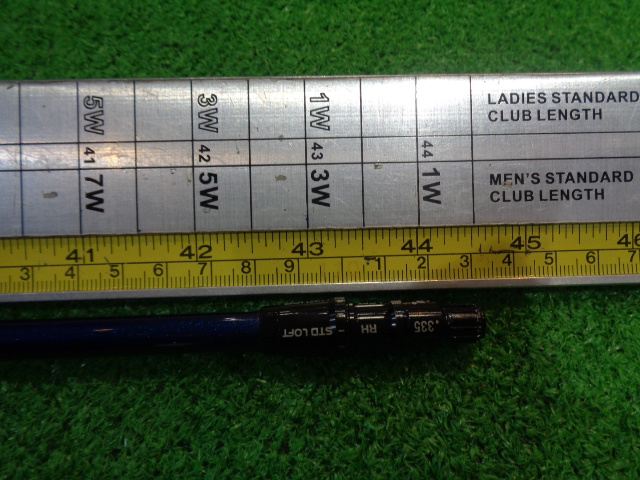 5W 3W 1W LADIES STANDARD
CLUB LENGTH
41 42 43 44
7W 5W 3W 1W MEN'S STANDARD
CLUB LENGTH
41 42 43 44 45 46
3 4 5 6 7 8 9 1 2 3 4 5 6 7
STD LOFT - RH .335